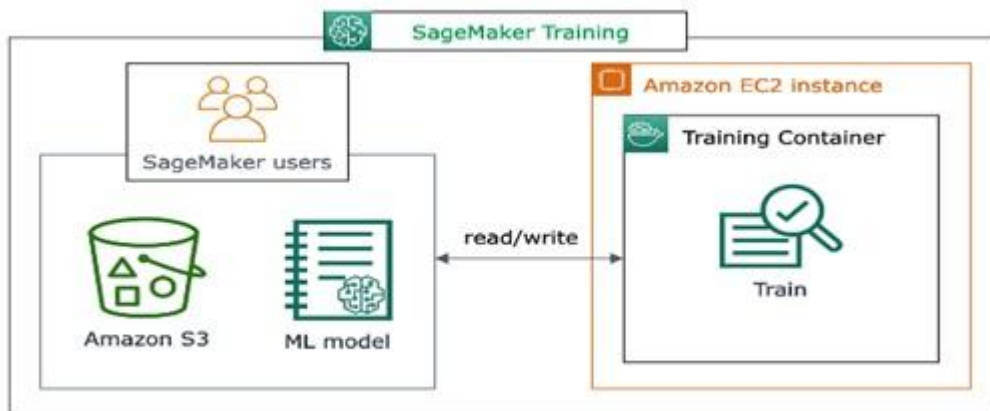 SageMaker Training
SageMaker users
Amazon EC2 instance
Training Container
read/write
Train
Amazon S3
ML model